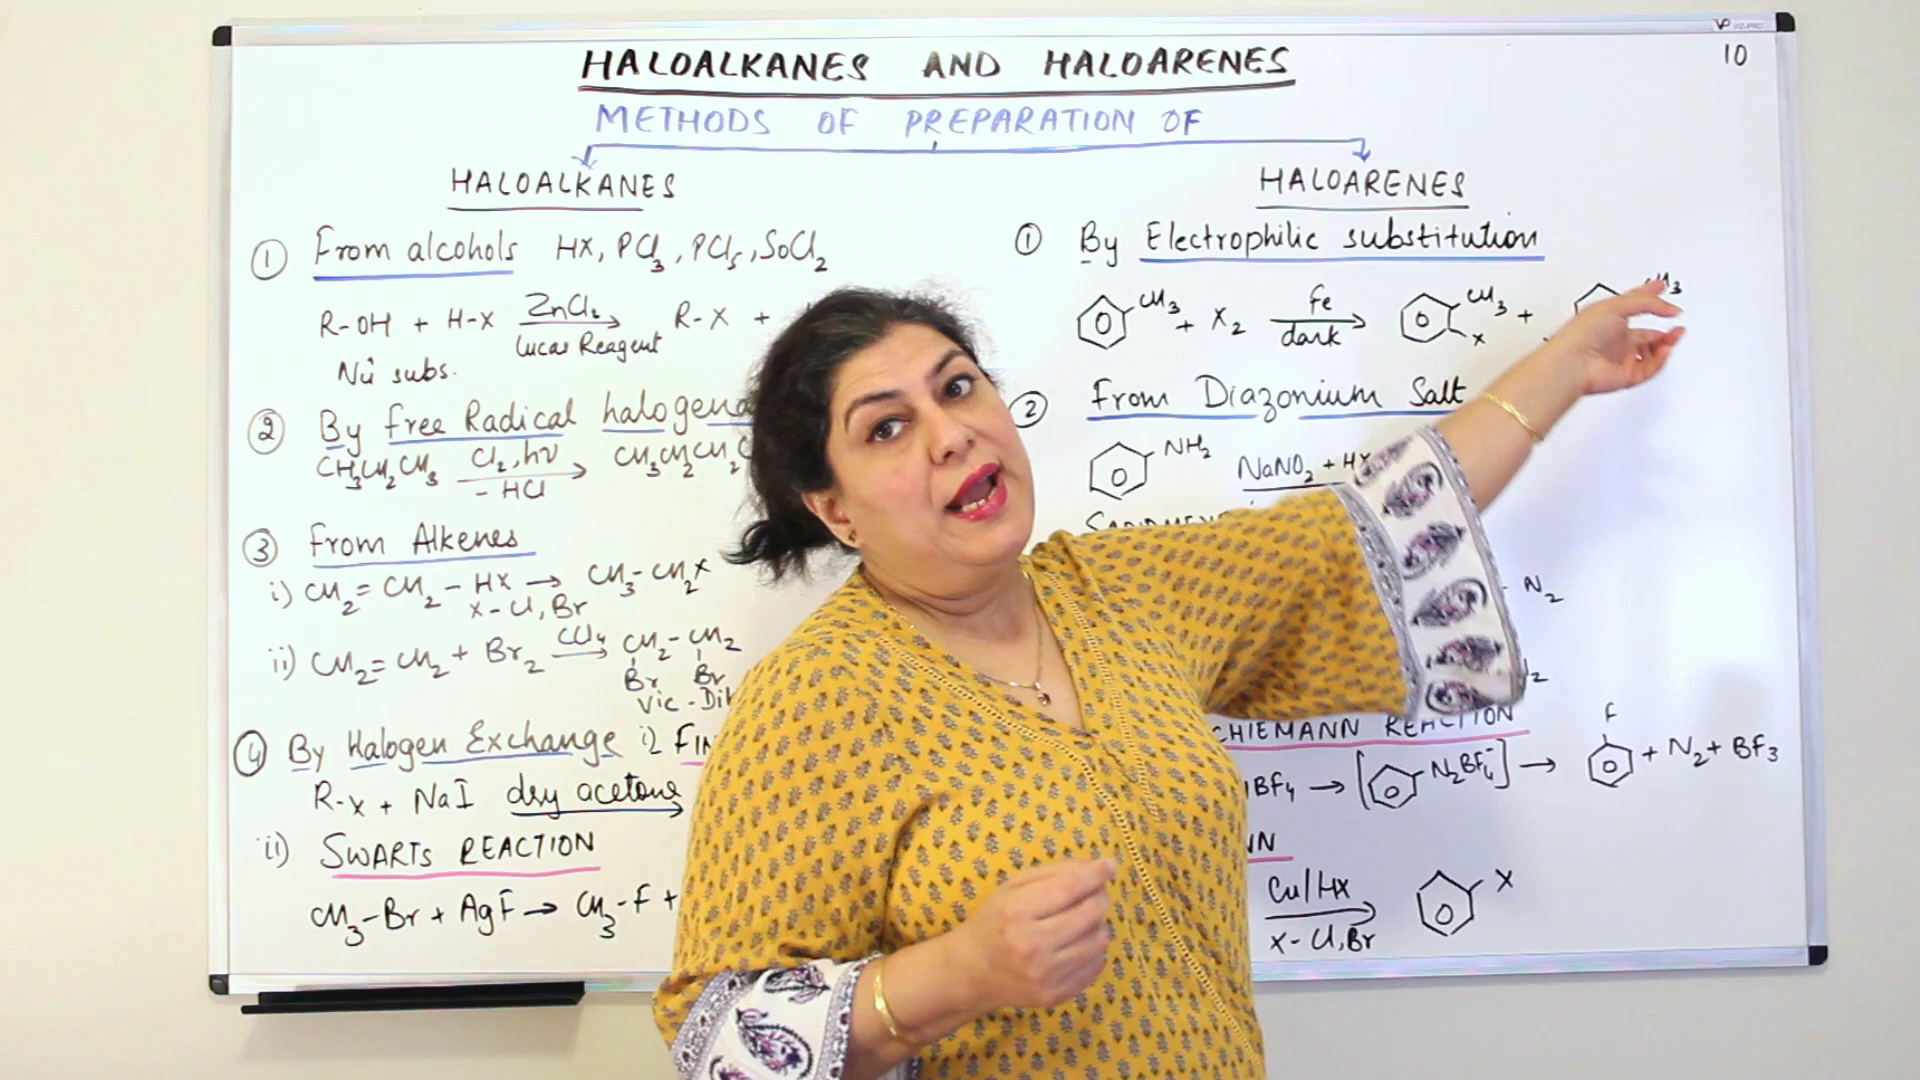 HALOALKANES AND HALOARENES
10
METHODS OF PREPARATION OF
HALOALKANES
① From alcohols HX, PCl3, PCl5, SoCl2
R-OH + H-X ZnCl2 R-X +
Lucas Reagent
Nü subs.
② By free Radical halogena
CH3CH2CH3 Cl2, hν CH3CH2CH2C
- HCl
③ From Alkenes
i) CH2=CH2 - HX → CH3-CH2X
X-Cl, Br
ii) CH2=CH2 + Br2 CCl4 CH2-CH2
Br Br
Vic-Dib
④ By Halogen Exchange i) FIN
R-X + NaI dry acetone
ii) SWARTS REACTION
CH3-Br + AgF → CH3-F +
HALOARENES
① By Electrophilic substitution
CH3 + X2 Fe CH3 + CH3
dark X
② From Diazonium Salt
NH2 NaNO2 + HX
N2
CHIEMANN REACTION
F
BF4 → [N2BF4-] → + N2 + BF3
NN
Cu/HX X
X-Cl, Br